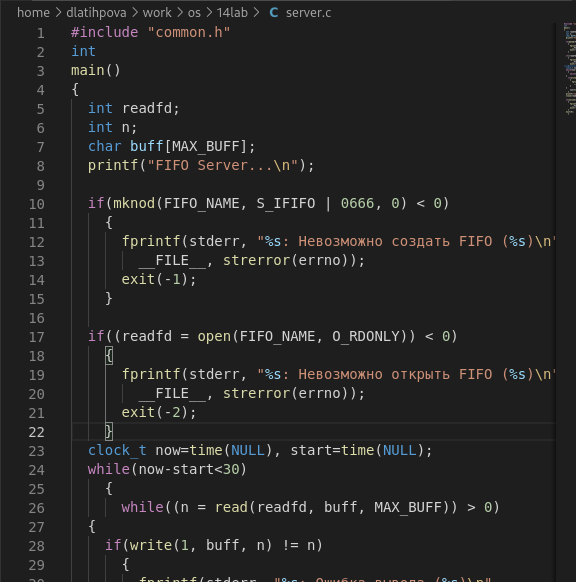 home > dlatihpova > work > os > 14lab > C server.c
1 #include "common.h"
2 int
3 main()
4 {
5 int readfd;
6 int n;
7 char buff[MAX_BUFF];
8 printf("FIFO Server...\n");
9
10 if(mknod(FIFO_NAME, S_IFIFO | 0666, 0) < 0)
11 {
12 fprintf(stderr, "%s: Невозможно создать FIFO (%s)\n"
13 __FILE__, strerror(errno));
14 exit(-1);
15 }
16
17 if((readfd = open(FIFO_NAME, O_RDONLY)) < 0)
18 {
19 fprintf(stderr, "%s: Невозможно открыть FIFO (%s)\n"
20 __FILE__, strerror(errno));
21 exit(-2);
22 }
23 clock_t now=time(NULL), start=time(NULL);
24 while(now-start<30)
25 {
26 while((n = read(readfd, buff, MAX_BUFF)) > 0)
27 {
28 if(write(1, buff, n) != n)
29 {
fprintf(stderr, "%s: Ошибка вывода (%s)\n"